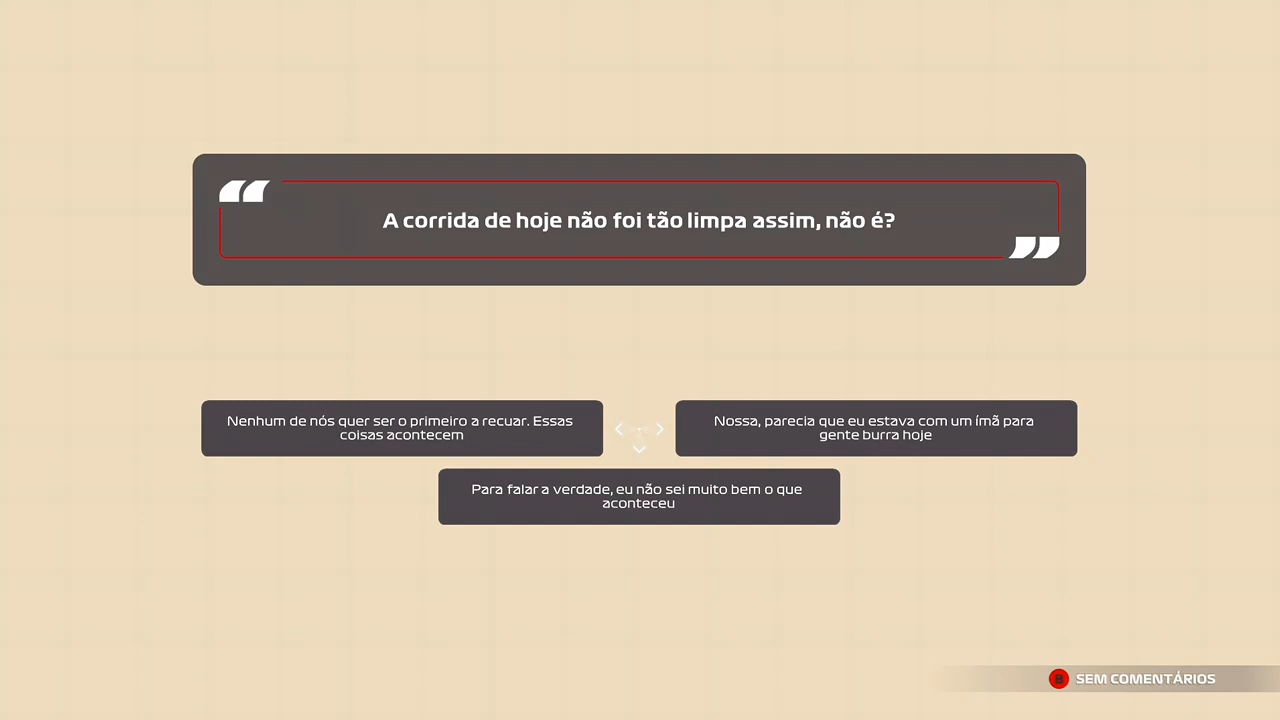 A corrida de hoje não foi tão limpa assim, não é?
Nenhum de nós quer ser o primeiro a recuar. Essas
coisas acontecem
Nossa, parecia que eu estava com um ímã para
gente burra hoje
Para falar a verdade, eu não sei muito bem o que
aconteceu
B SEM COMENTÁRIOS